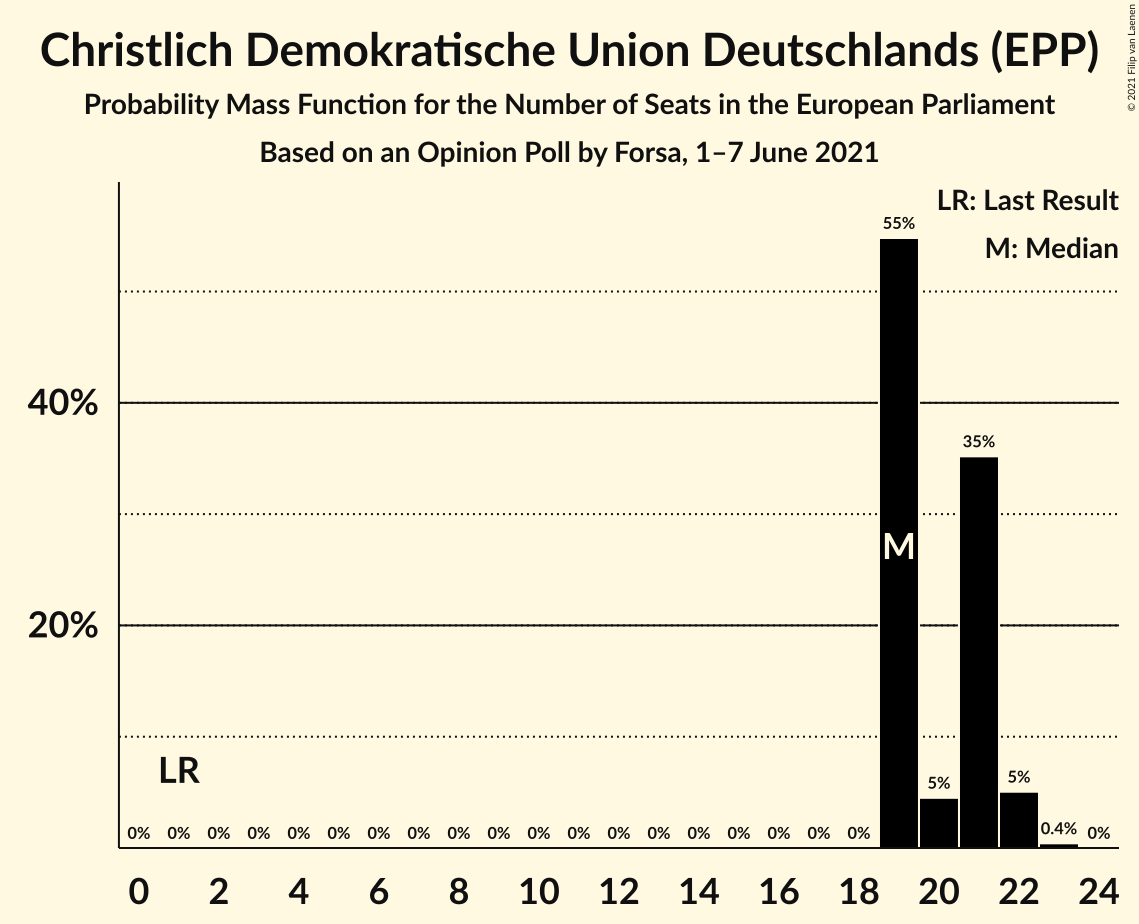 Christlich Demokratische Union Deutschlands (EPP)
Probability Mass Function for the Number of Seats in the European Parliament
Based on an Opinion Poll by Forsa, 1–7 June 2021
© 2021 Filip van Laenen
LR: Last Result
M: Median
55%
40%
35%
M
20%
LR
0% 0% 0% 0% 0% 0% 0% 0% 0% 0% 0% 0% 0% 0% 0% 0% 0% 0% 0% 5% 5% 0.4% 0%
0 2 4 6 8 10 12 14 16 18 20 22 24